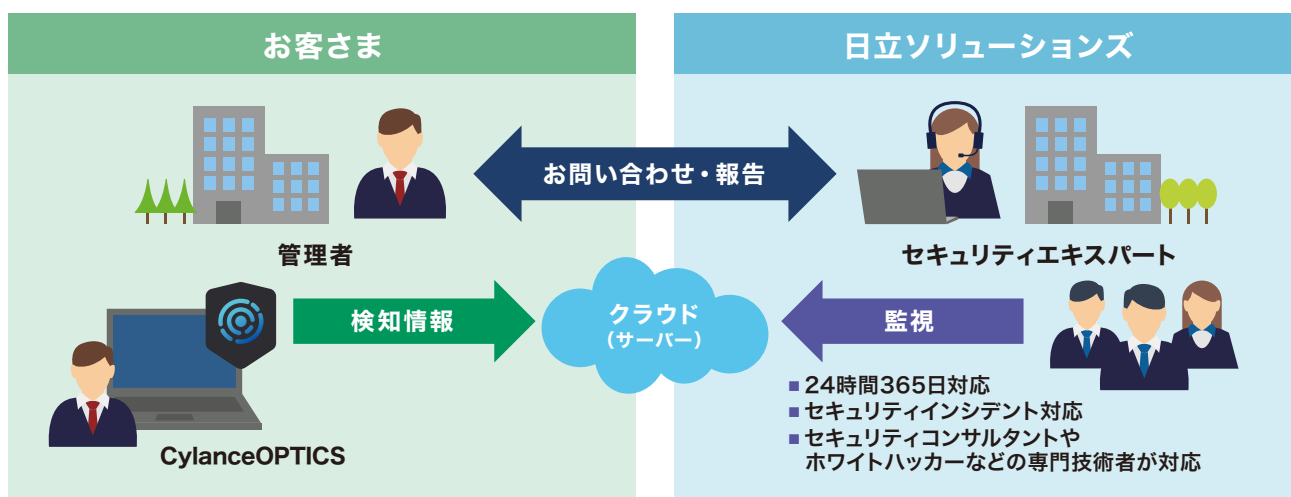 お客さま
日立ソリューションズ
お問い合わせ・報告
管理者
セキュリティエキスパート
検知情報
クラウド
（サーバー）
監視
CylanceOPTICS
■ 24時間365日対応
■ セキュリティインシデント対応
■ セキュリティコンサルタントや
ホワイトハッカーなどの専門技術者が対応